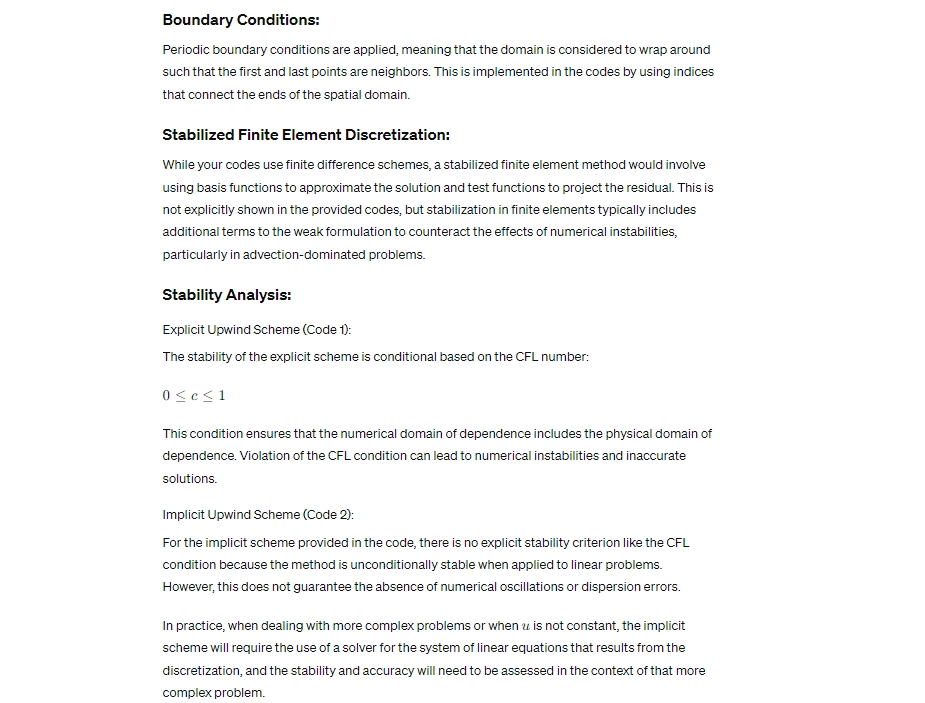 Boundary Conditions:
Periodic boundary conditions are applied, meaning that the domain is considered to wrap around
such that the first and last points are neighbors. This is implemented in the codes by using indices
that connect the ends of the spatial domain.
Stabilized Finite Element Discretization:
While your codes use finite difference schemes, a stabilized finite element method would involve
using basis functions to approximate the solution and test functions to project the residual. This is
not explicitly shown in the provided codes, but stabilization in finite elements typically includes
additional terms to the weak formulation to counteract the effects of numerical instabilities,
particularly in advection-dominated problems.
Stability Analysis:
Explicit Upwind Scheme (Code 1):
The stability of the explicit scheme is conditional based on the CFL number:
0 ≤ c ≤ 1
This condition ensures that the numerical domain of dependence includes the physical domain of
dependence. Violation of the CFL condition can lead to numerical instabilities and inaccurate
solutions.
Implicit Upwind Scheme (Code 2):
For the implicit scheme provided in the code, there is no explicit stability criterion like the CFL
condition because the method is unconditionally stable when applied to linear problems.
However, this does not guarantee the absence of numerical oscillations or dispersion errors.
In practice, when dealing with more complex problems or when u is not constant, the implicit
scheme will require the use of a solver for the system of linear equations that results from the
discretization, and the stability and accuracy will need to be assessed in the context of that more
complex problem.